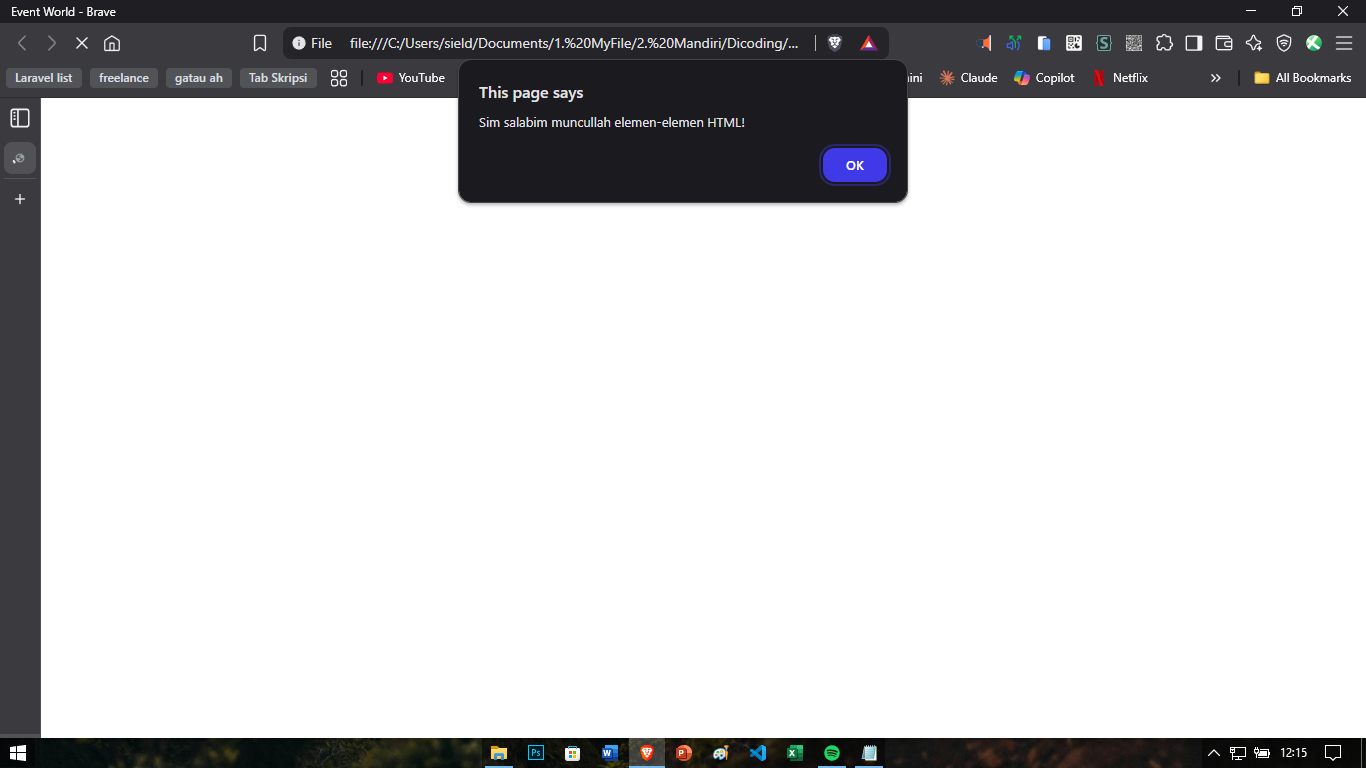 Event World - Brave
File file:///C:/Users/sield/Documents/1.%20MyFile/2.%20Mandiri/Dicoding/...
Laravel list freelance gatau ah Tab Skripsi YouTube Claude Copilot Netflix » All Bookmarks
This page says
Sim salabim muncullah elemen-elemen HTML!
OK
12:15